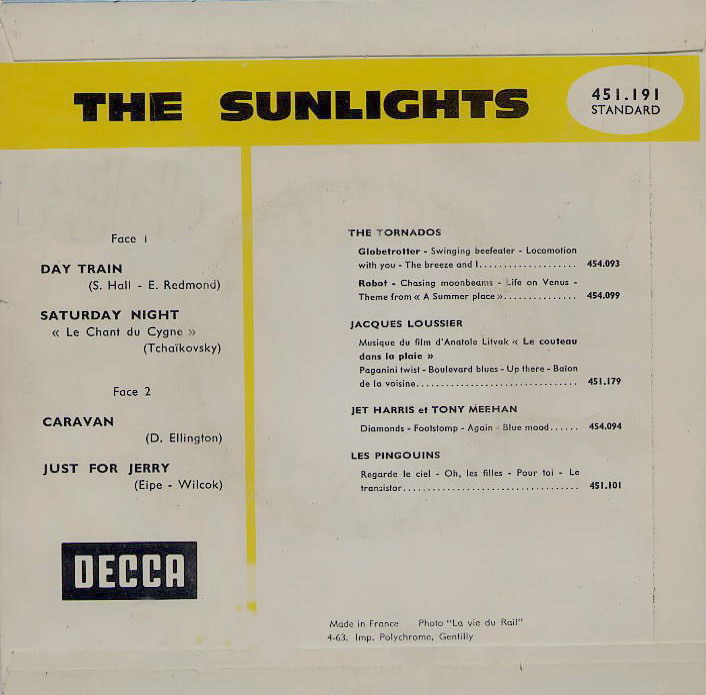 THE SUNLIGHTS
451.191
STANDARD
Face 1
DAY TRAIN
(S. Hall - E. Redmond)
SATURDAY NIGHT
« Le Chant du Cygne »
(Tchaïkovsky)
Face 2
CARAVAN
(D. Ellington)
JUST FOR JERRY
(Eipe - Wilcok)
DECCA
THE TORNADOS
Globetrotter - Swinging beefeater - Locomotion
with you - The breeze and I................... 454.093
Robot - Chasing moonbeams - Life on Venus -
Theme from « A Summer place ».............. 454.099
JACQUES LOUSSIER
Musique du film d'Anatole Litvak « Le couteau
dans la plaie »
Paganini twist - Boulevard blues - Up there - Balon
de la voisine................................ 451.179
JET HARRIS et TONY MEEHAN
Diamonds - Footstomp - Again - Blue mood...... 454.094
LES PINGOUINS
Regarde le ciel - Oh, les filles - Pour toi - Le
transistor................................... 451.101
Made in France Photo "La vie du Rail"
4-63. Imp. Polychrome, Gentilly